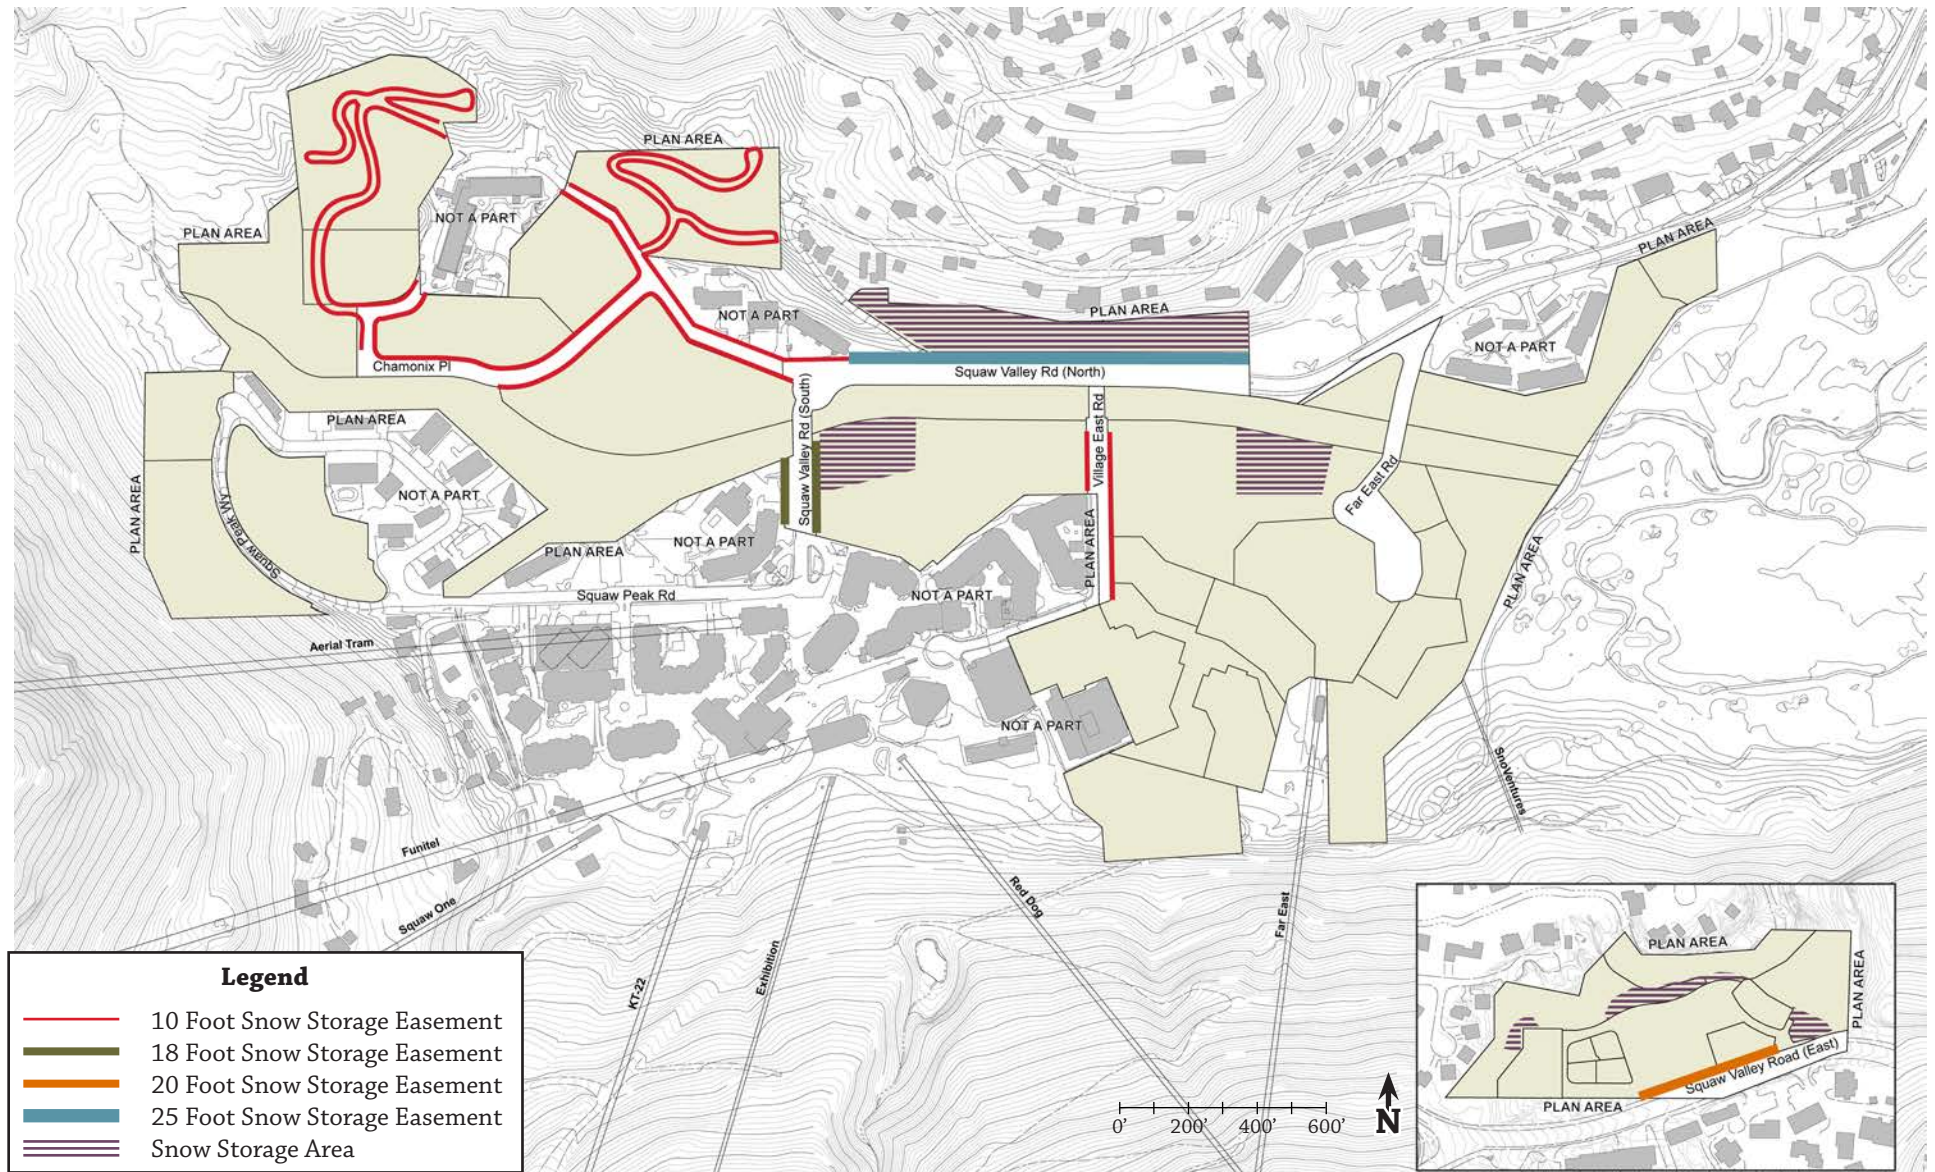 PLAN AREA
NOT A PART
PLAN AREA
PLAN AREA
PLAN AREA
NOT A PART
PLAN AREA
NOT A PART
Chamonix Pl
Squaw Valley Rd (North)
Squaw Valley Rd (South)
Village East Rd
PLAN AREA
NOT A PART
PLAN AREA
Squaw Peak Wy.
Far East Rd
NOT A PART
PLAN AREA
PLAN AREA
PLAN AREA
Squaw Peak Rd
NOT A PART
Aerial Tram
NOT A PART
SnoVentures
Funitel
Squaw One
KT-22
Exhibition
Red Dog
Far East
Legend
10 Foot Snow Storage Easement
18 Foot Snow Storage Easement
20 Foot Snow Storage Easement
25 Foot Snow Storage Easement
Snow Storage Area
0' 200' 400' 600'
N
PLAN AREA
PLAN AREA
Squaw Valley Road (East)
PLAN AREA